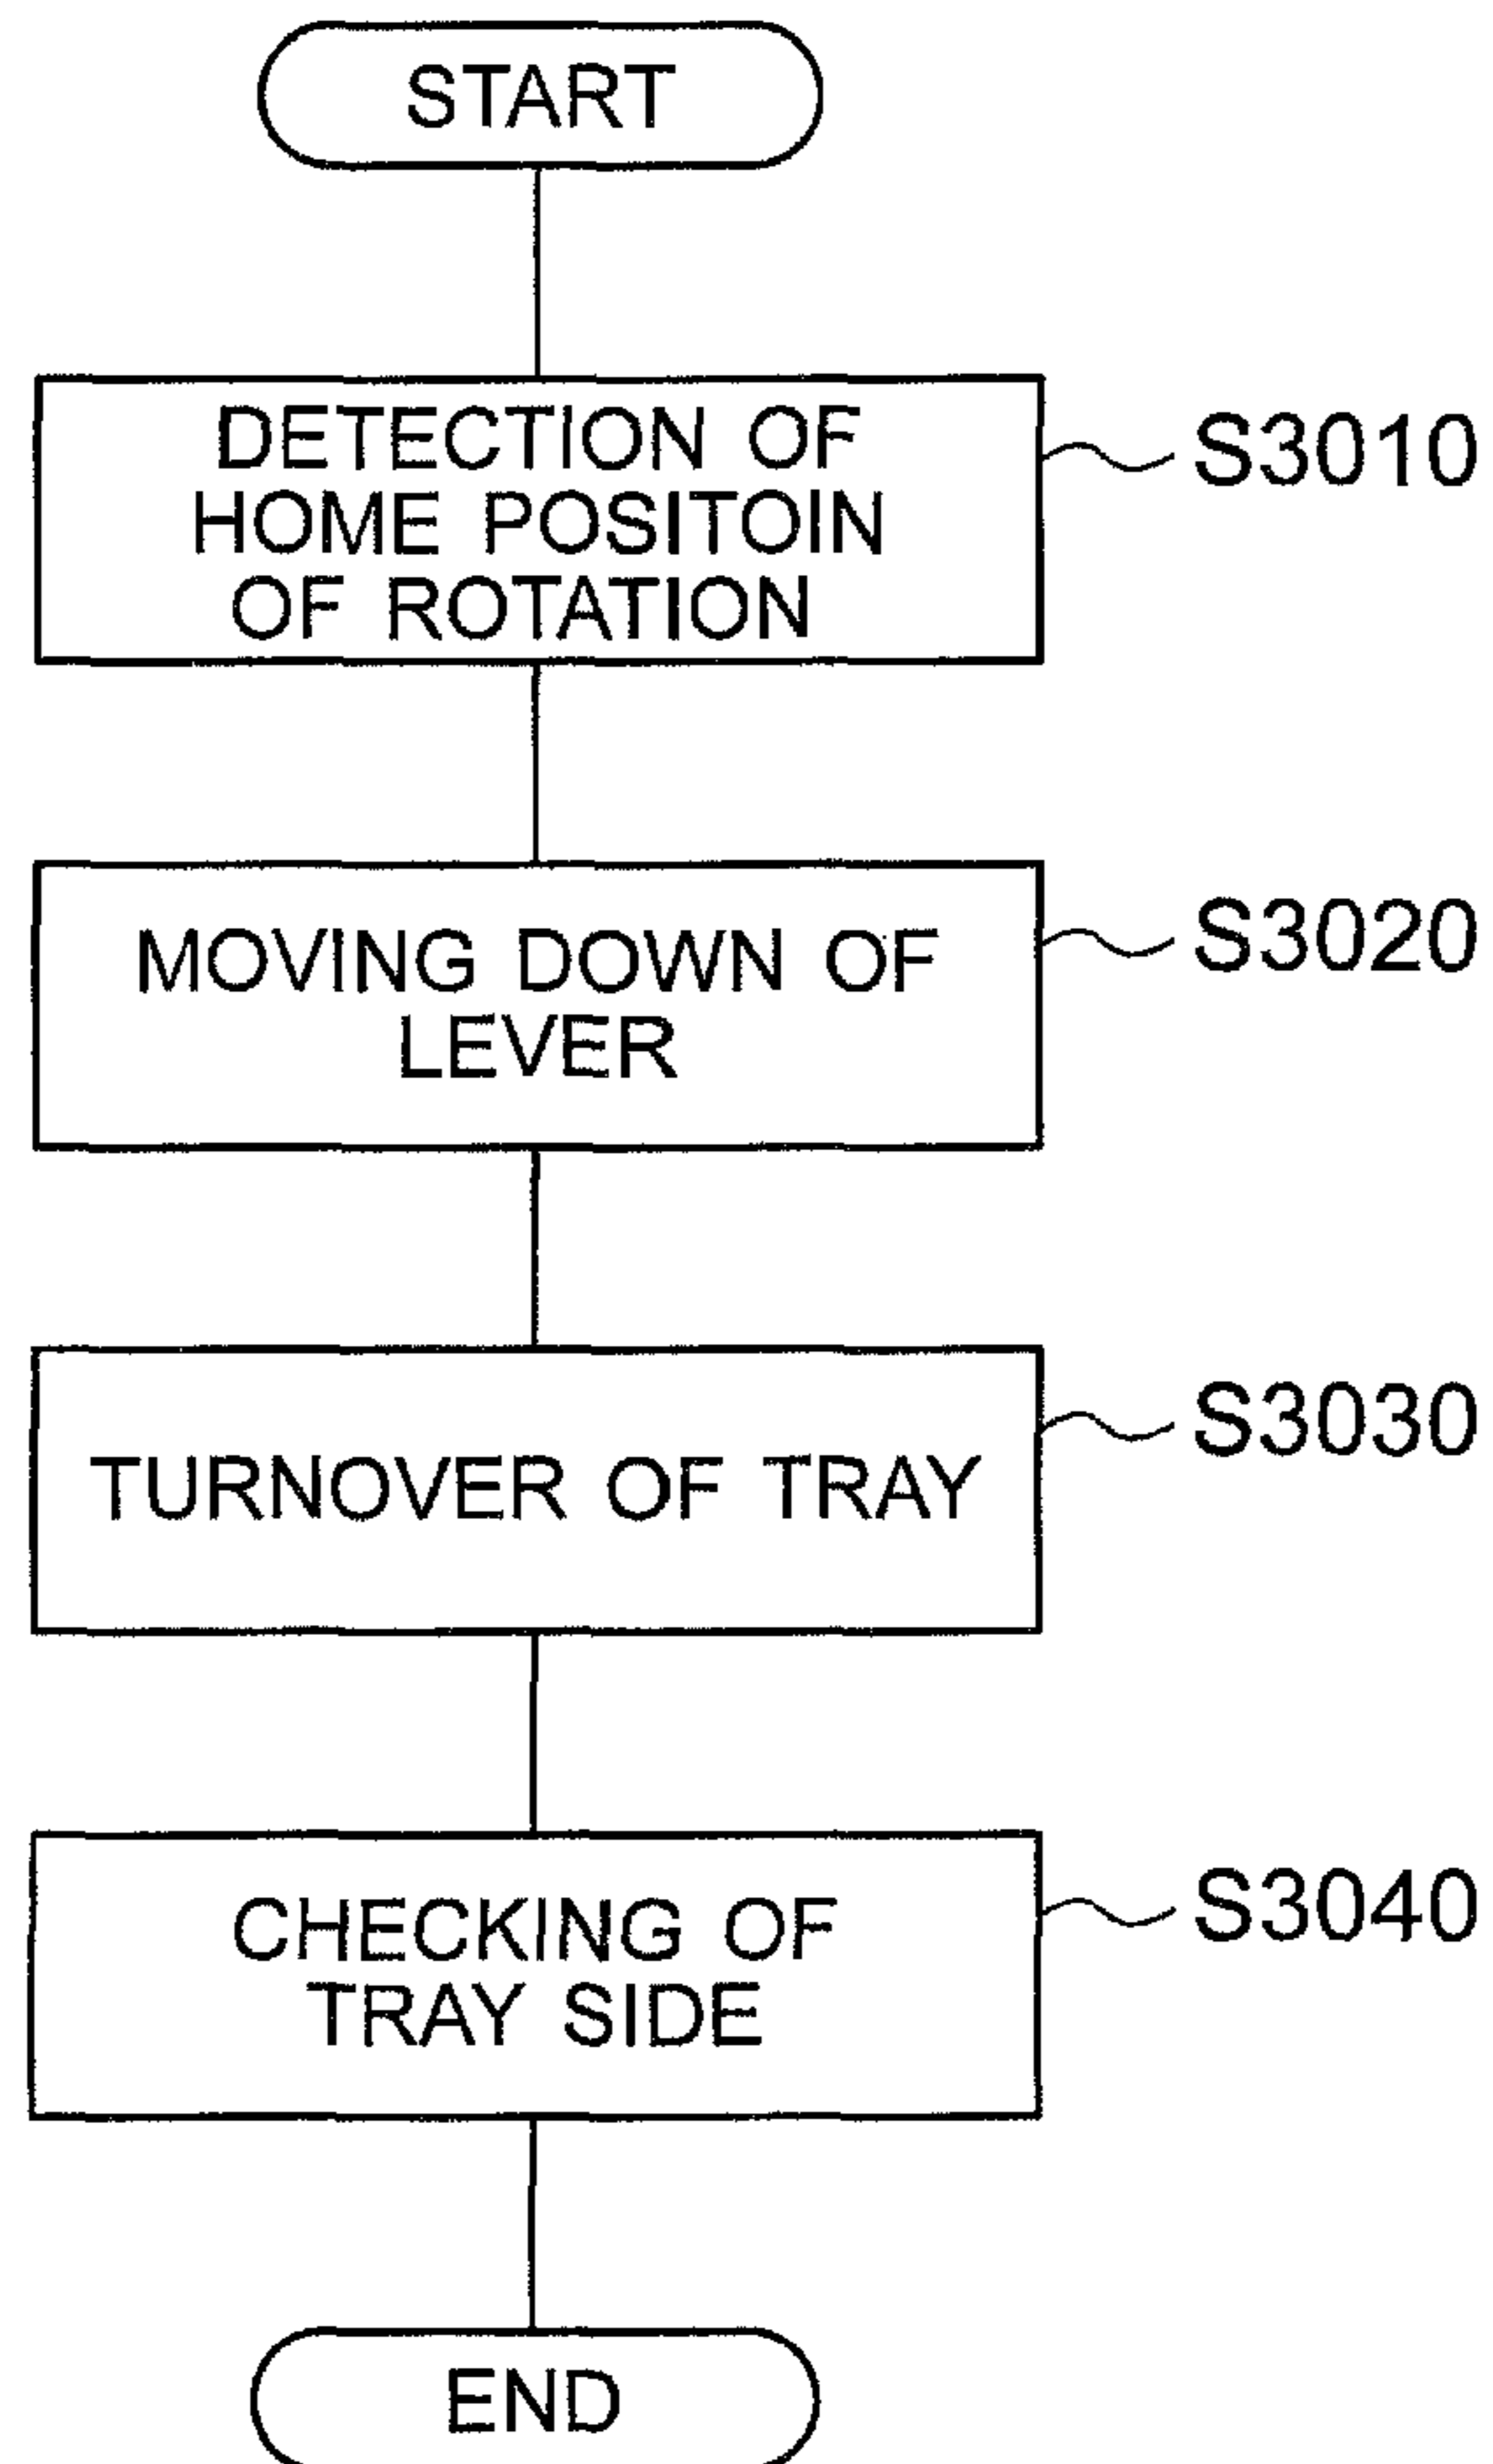 START
DETECTION OF
HOME POSITOIN
OF ROTATION
S3010
MOVING DOWN OF
LEVER
S3020
TURNOVER OF TRAY
S3030
CHECKING OF
TRAY SIDE
S3040
END